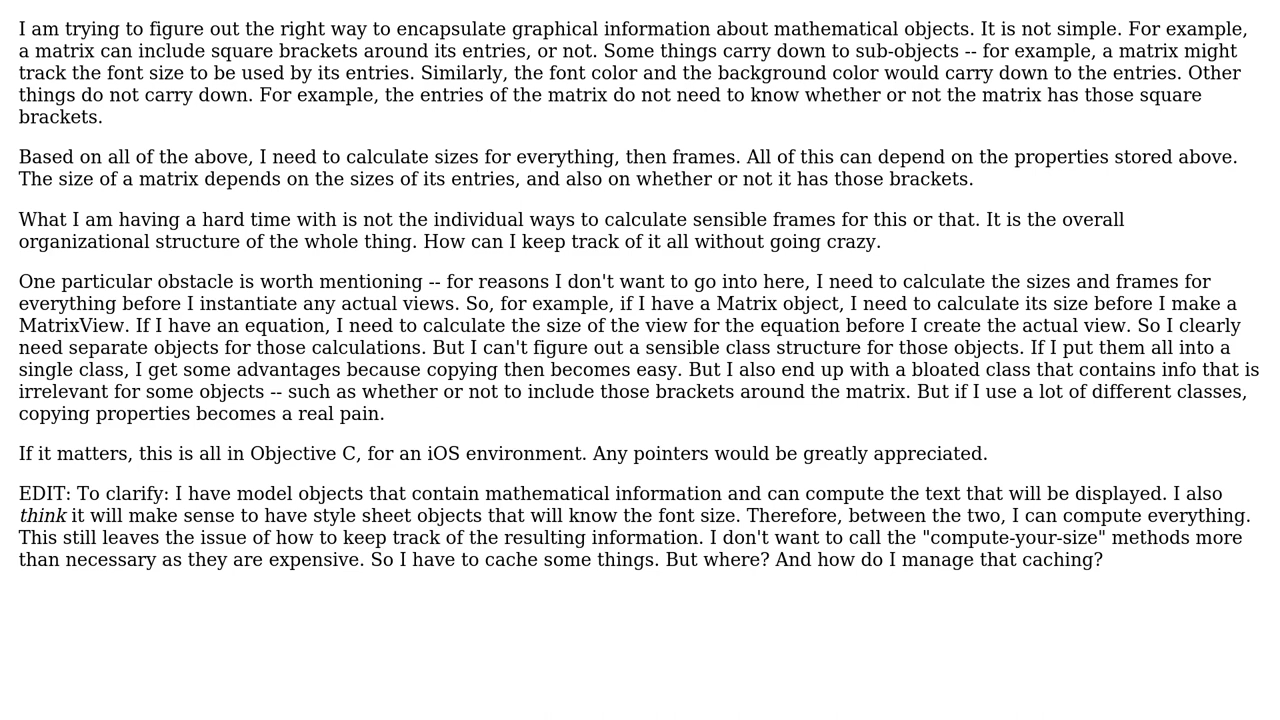 I am trying to figure out the right way to encapsulate graphical information about mathematical objects. It is not simple. For example,
a matrix can include square brackets around its entries, or not. Some things carry down to sub-objects -- for example, a matrix might
track the font size to be used by its entries. Similarly, the font color and the background color would carry down to the entries. Other
things do not carry down. For example, the entries of the matrix do not need to know whether or not the matrix has those square
brackets.
Based on all of the above, I need to calculate sizes for everything, then frames. All of this can depend on the properties stored above.
The size of a matrix depends on the sizes of its entries, and also on whether or not it has those brackets.
What I am having a hard time with is not the individual ways to calculate sensible frames for this or that. It is the overall
organizational structure of the whole thing. How can I keep track of it all without going crazy.
One particular obstacle is worth mentioning -- for reasons I don't want to go into here, I need to calculate the sizes and frames for
everything before I instantiate any actual views. So, for example, if I have a Matrix object, I need to calculate its size before I make a
MatrixView. If I have an equation, I need to calculate the size of the view for the equation before I create the actual view. So I clearly
need separate objects for those calculations. But I can't figure out a sensible class structure for those objects. If I put them all into a
single class, I get some advantages because copying then becomes easy. But I also end up with a bloated class that contains info that is
irrelevant for some objects -- such as whether or not to include those brackets around the matrix. But if I use a lot of different classes,
copying properties becomes a real pain.
If it matters, this is all in Objective C, for an iOS environment. Any pointers would be greatly appreciated.
EDIT: To clarify: I have model objects that contain mathematical information and can compute the text that will be displayed. I also
think it will make sense to have style sheet objects that will know the font size. Therefore, between the two, I can compute everything.
This still leaves the issue of how to keep track of the resulting information. I don't want to call the "compute-your-size" methods more
than necessary as they are expensive. So I have to cache some things. But where? And how do I manage that caching?